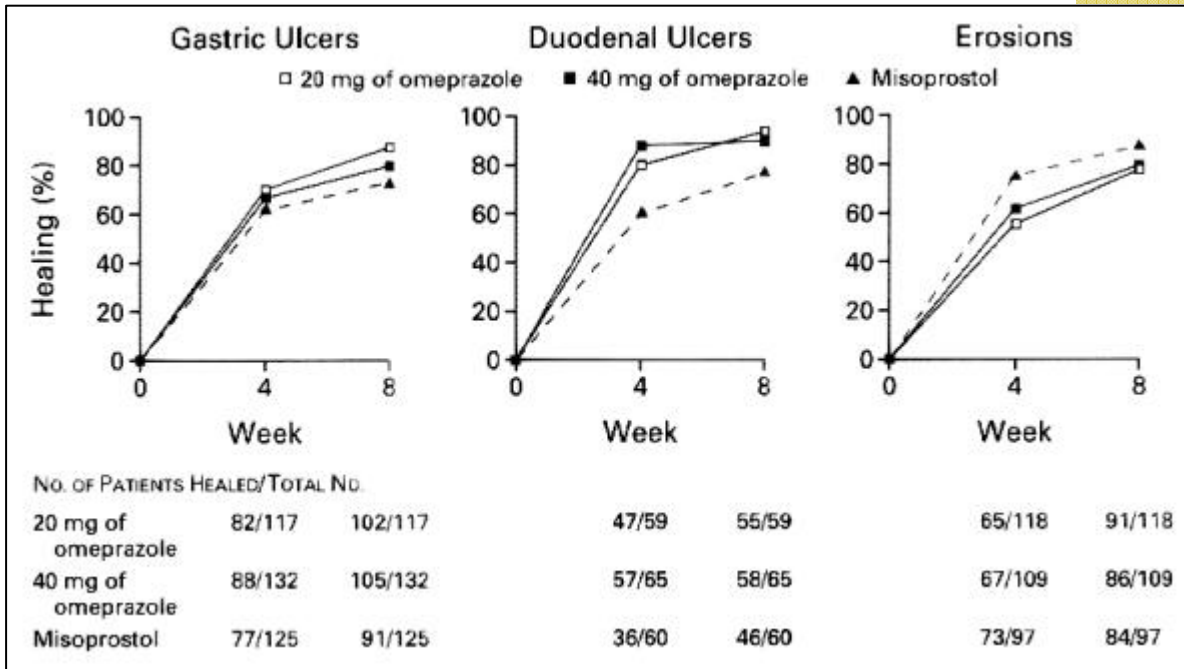 Gastric Ulcers Duodenal Ulcers Erosions
20 mg of omeprazole 40 mg of omeprazole Misoprostol
100 100 100
80 80 80
60 60 60
40 40 40
20 20 20
0 0 0
0 4 8 0 4 8 0 4 8
Healing (%)
Week Week Week
NO. OF PATIENTS HEALED/TOTAL NO.
20 mg of 82/117 102/117 47/59 55/59 65/118 91/118
omeprazole
40 mg of 88/132 105/132 57/65 58/65 67/109 86/109
omeprazole
Misoprostol 77/125 91/125 36/60 46/60 73/97 84/97